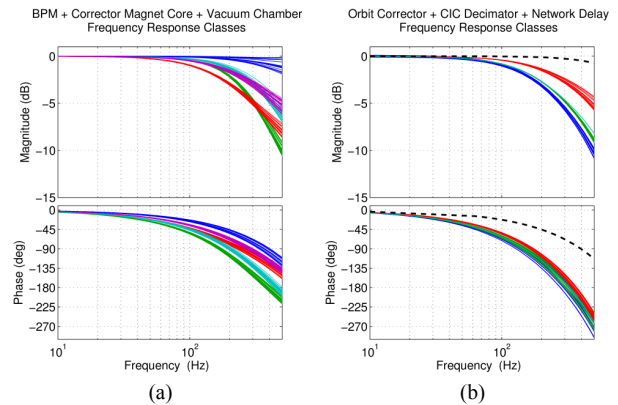 BPM + Corrector Magnet Core + Vacuum Chamber
Frequency Response Classes
0
−5
−10
−15
Magnitude (dB)
0
−45
−90
−135
−180
−225
−270
Phase (deg)
10^1
10^2
Frequency (Hz)
(a)
Orbit Corrector + CIC Decimator + Network Delay
Frequency Response Classes
0
−5
−10
−15
Magnitude (dB)
0
−45
−90
−135
−180
−225
−270
Phase (deg)
10^1
10^2
Frequency (Hz)
(b)